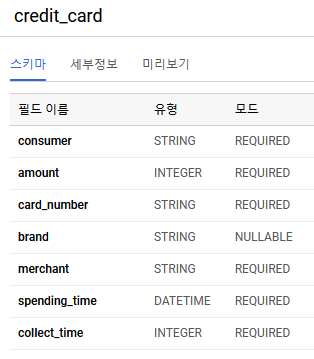 credit_card
스키마 세부정보 미리보기
필드 이름 유형 모드
consumer STRING REQUIRED
amount INTEGER REQUIRED
card_number STRING REQUIRED
brand STRING NULLABLE
merchant STRING REQUIRED
spending_time DATETIME REQUIRED
collect_time INTEGER REQUIRED